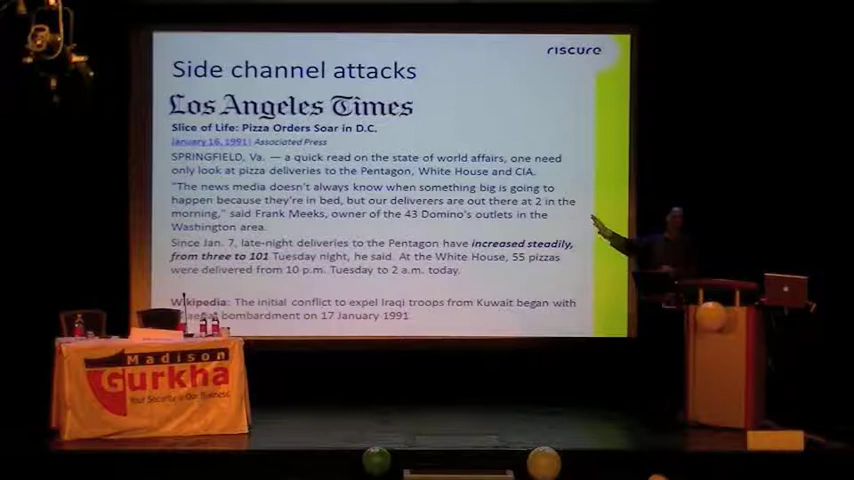 riscure
Side channel attacks
Los Angeles Times
Slice of Life: Pizza Orders Soar in D.C.
January 16, 1991| Associated Press
SPRINGFIELD, Va. — a quick read on the state of world affairs, one need
only look at pizza deliveries to the Pentagon, White House and CIA.
"The news media doesn't always know when something big is going to
happen because they're in bed, but our deliverers are out there at 2 in the
morning," said Frank Meeks, owner of the 43 Domino's outlets in the
Washington area.
Since Jan. 7, late-night deliveries to the Pentagon have increased steadily,
from three to 101 Tuesday night, he said. At the White House, 55 pizzas
were delivered from 10 p.m. Tuesday to 2 a.m. today.
Wikipedia: The initial conflict to expel Iraqi troops from Kuwait began with
bombardment on 17 January 1991
Madison
Gurkha
Your Security is Our Business